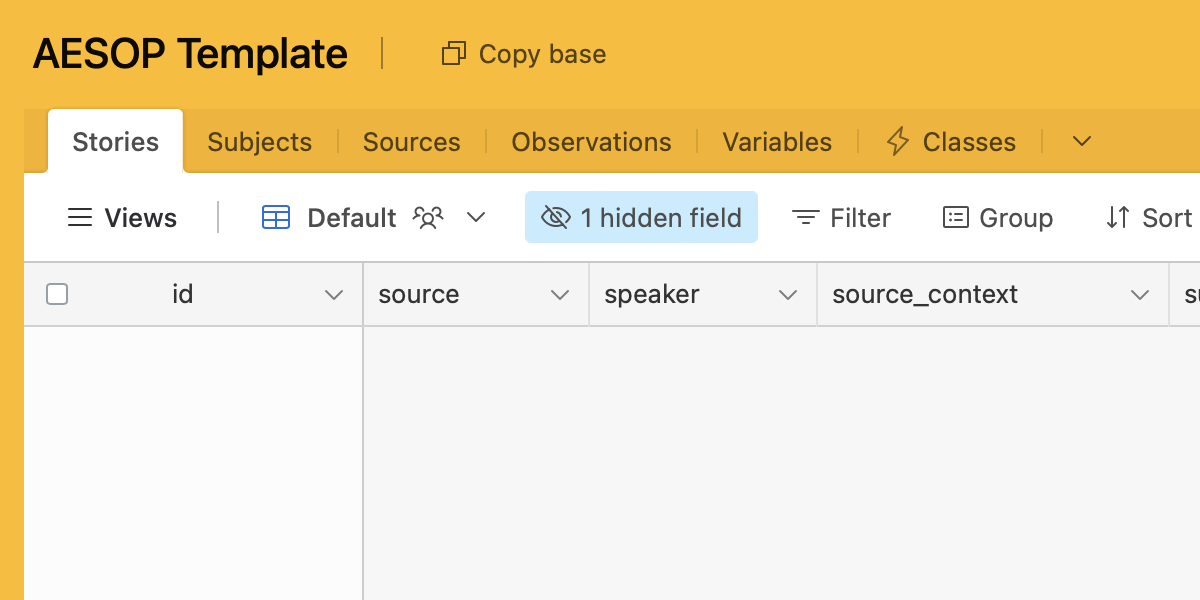 AESOP Template Copy base
Stories Subjects Sources Observations Variables Classes
Views Default 1 hidden field Filter Group Sort
id source speaker source_context